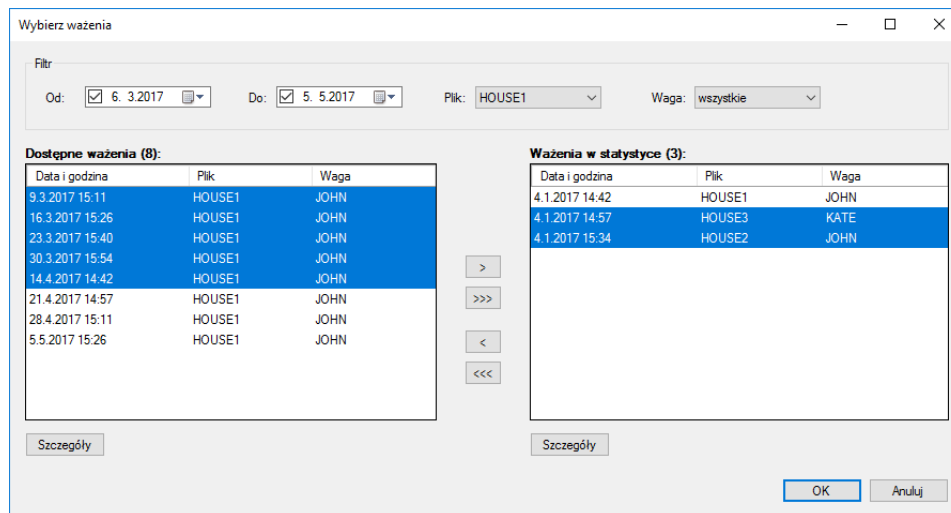 Wybierz ważenia
Filtr
Od: 6. 3.2017 Do: 5. 5.2017 Plik: HOUSE1 Waga: wszystkie
Dostępne ważenia (8):
Data i godzina Plik Waga
9.3.2017 15:11 HOUSE1 JOHN
16.3.2017 15:26 HOUSE1 JOHN
23.3.2017 15:40 HOUSE1 JOHN
30.3.2017 15:54 HOUSE1 JOHN
14.4.2017 14:42 HOUSE1 JOHN
21.4.2017 14:57 HOUSE1 JOHN
28.4.2017 15:11 HOUSE1 JOHN
5.5.2017 15:26 HOUSE1 JOHN
Szczegóły
>
>>>
<
<<<
Ważenia w statystyce (3):
Data i godzina Plik Waga
4.1.2017 14:42 HOUSE1 JOHN
4.1.2017 14:57 HOUSE3 KATE
4.1.2017 15:34 HOUSE2 JOHN
Szczegóły
OK Anuluj